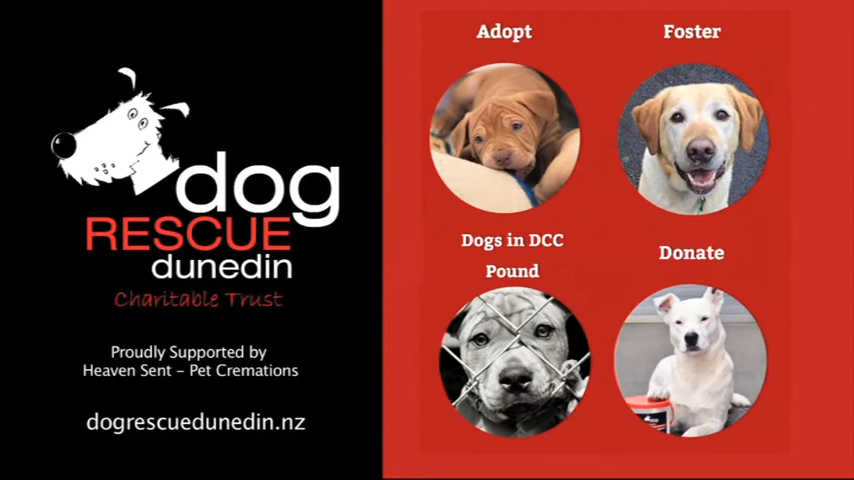 dog
RESCUE
dunedin
Charitable Trust
Proudly Supported by
Heaven Sent – Pet Cremations
dogrescuedunedin.nz
Adopt
Foster
Dogs in DCC
Pound
Donate